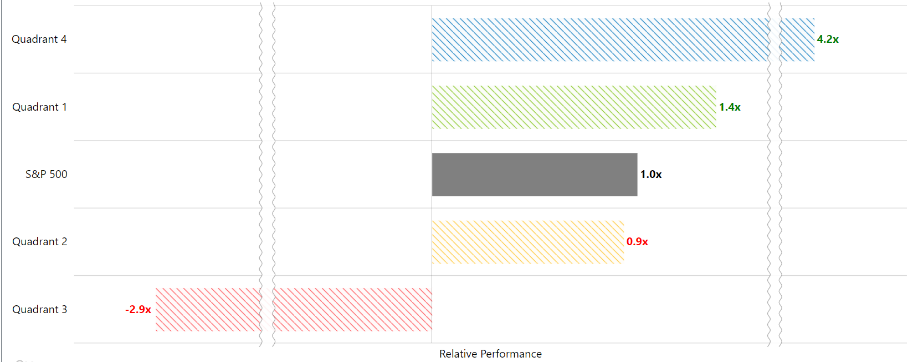 Quadrant 4
4.2x
Quadrant 1
1.4x
S&P 500
1.0x
Quadrant 2
0.9x
Quadrant 3
-2.9x
Relative Performance